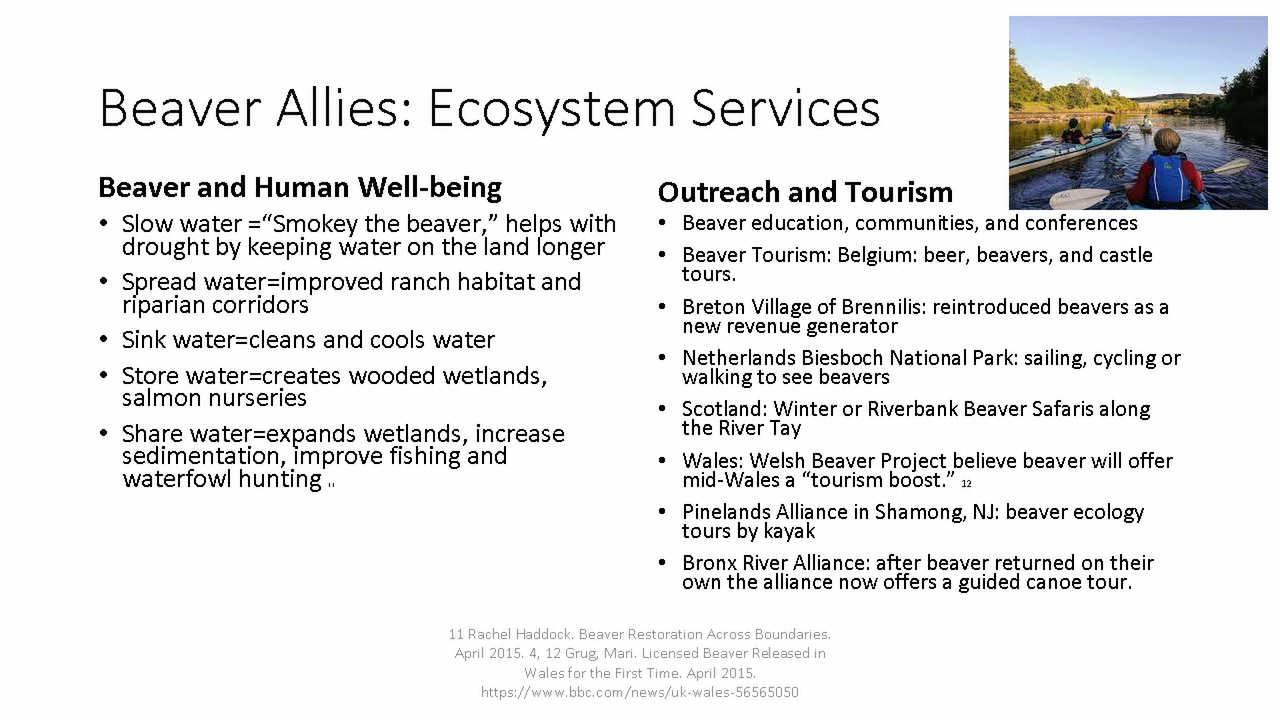 Beaver Allies: Ecosystem Services
Beaver and Human Well-being
• Slow water =“Smokey the beaver,” helps with
drought by keeping water on the land longer
• Spread water=improved ranch habitat and
riparian corridors
• Sink water=cleans and cools water
• Store water=creates wooded wetlands,
salmon nurseries
• Share water=expands wetlands, increase
sedimentation, improve fishing and
waterfowl hunting 11
Outreach and Tourism
• Beaver education, communities, and conferences
• Beaver Tourism: Belgium: beer, beavers, and castle
tours.
• Breton Village of Brennilis: reintroduced beavers as a
new revenue generator
• Netherlands Biesboch National Park: sailing, cycling or
walking to see beavers
• Scotland: Winter or Riverbank Beaver Safaris along
the River Tay
• Wales: Welsh Beaver Project believe beaver will offer
mid-Wales a “tourism boost.” 12
• Pinelands Alliance in Shamong, NJ: beaver ecology
tours by kayak
• Bronx River Alliance: after beaver returned on their
own the alliance now offers a guided canoe tour.
11 Rachel Haddock. Beaver Restoration Across Boundaries.
April 2015. 4, 12 Grug, Mari. Licensed Beaver Released in
Wales for the First Time. April 2015.
https://www.bbc.com/news/uk-wales-56565050